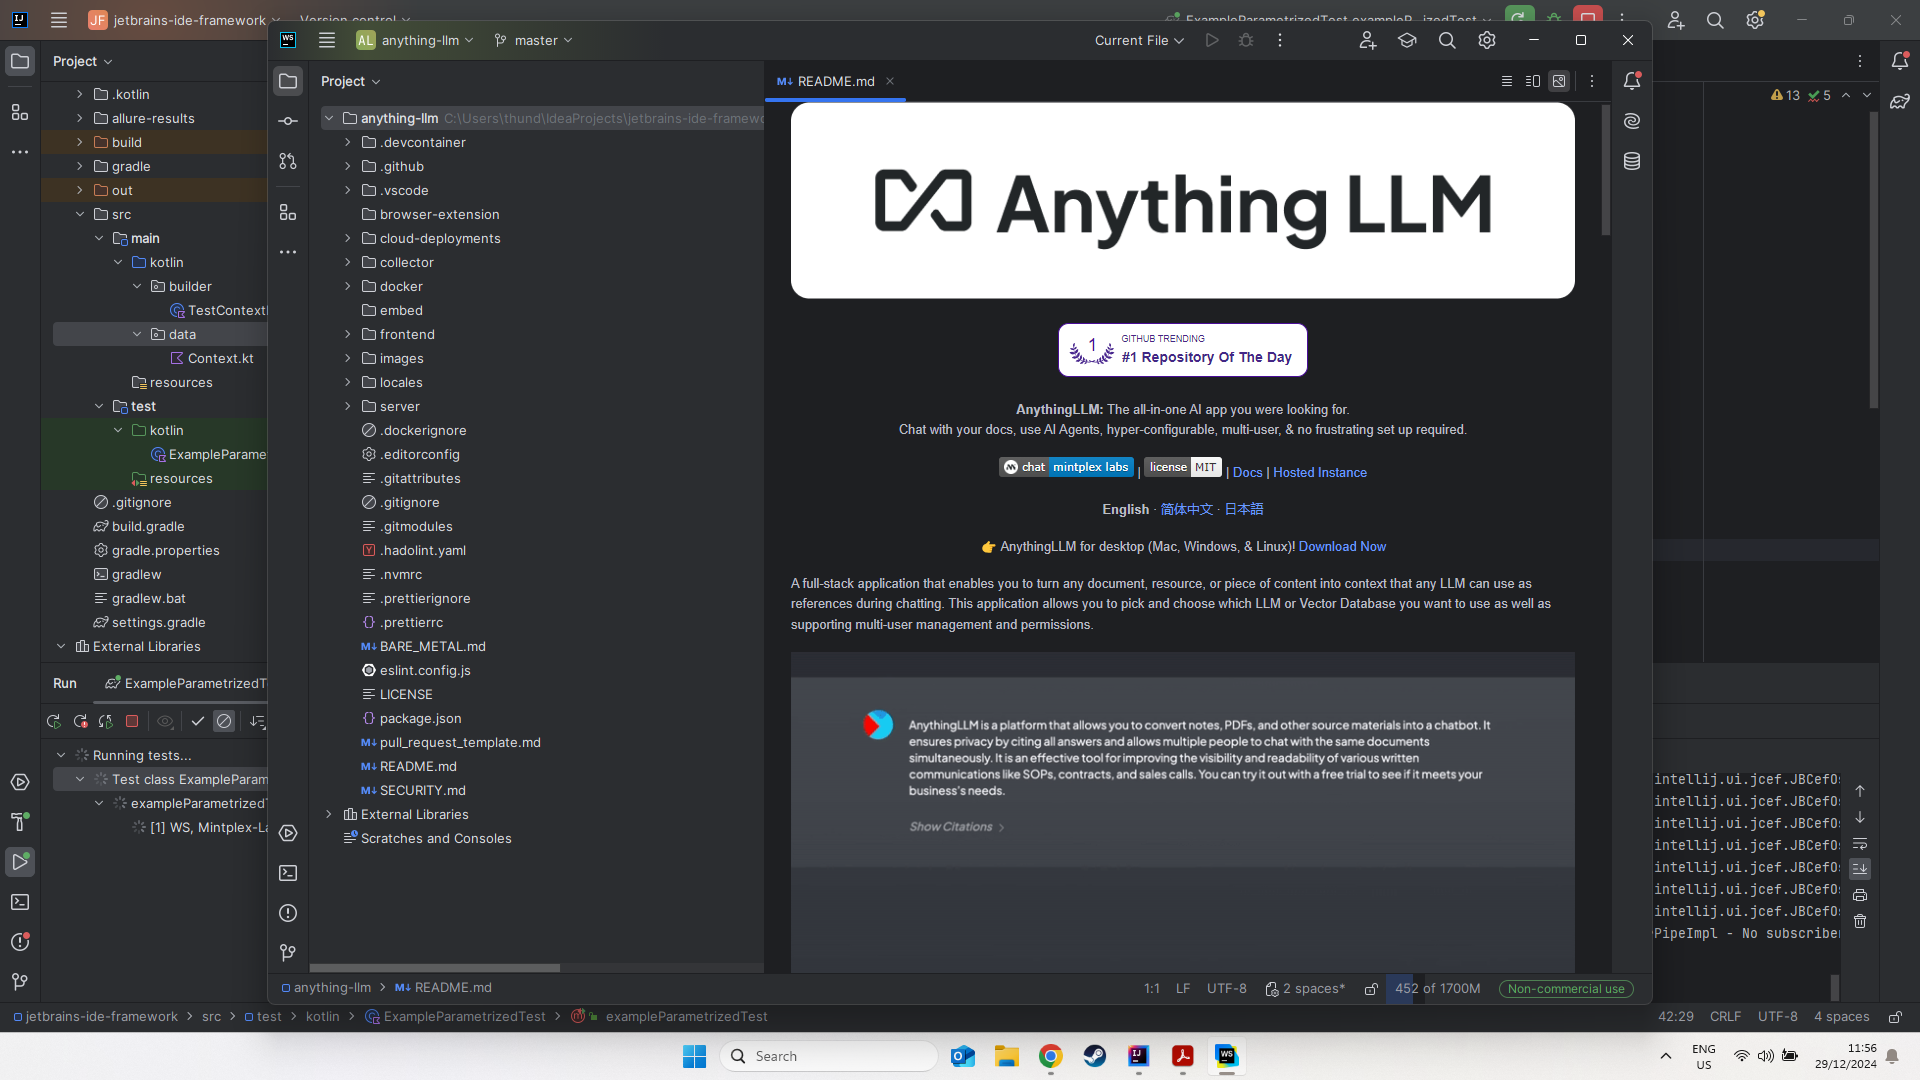 jetbrains-ide-framework
Version control
ExampleParametrizedTest.exampleP...izedTest
Project
.kotlin
allure-results
build
gradle
out
src
main
kotlin
builder
TestContext
data
Context.kt
resources
test
kotlin
ExampleParame
resources
.gitignore
build.gradle
gradle.properties
gradlew
gradlew.bat
settings.gradle
External Libraries
13
5
AL
anything-llm
master
Current File
Project
anything-llm C:\Users\thund\IdeaProjects\jetbrains-ide-framewo
.devcontainer
.github
.vscode
browser-extension
cloud-deployments
collector
docker
embed
frontend
images
locales
server
.dockerignore
.editorconfig
.gitattributes
.gitignore
.gitmodules
.hadolint.yaml
.nvmrc
.prettierignore
.prettierrc
BARE_METAL.md
eslint.config.js
LICENSE
package.json
pull_request_template.md
README.md
SECURITY.md
External Libraries
Scratches and Consoles
README.md
Anything LLM
1
GITHUB TRENDING
#1 Repository Of The Day
AnythingLLM: The all-in-one AI app you were looking for.
Chat with your docs, use AI Agents, hyper-configurable, multi-user, & no frustrating set up required.
chat mintplex labs | license MIT | Docs | Hosted Instance
English · 简体中文 · 日本語
👉 AnythingLLM for desktop (Mac, Windows, & Linux)! Download Now
A full-stack application that enables you to turn any document, resource, or piece of content into context that any LLM can use as
references during chatting. This application allows you to pick and choose which LLM or Vector Database you want to use as well as
supporting multi-user management and permissions.
AnythingLLM is a platform that allows you to convert notes, PDFs, and other source materials into a chatbot. It
ensures privacy by citing all answers and allows multiple people to chat with the same documents
simultaneously. It is an effective tool for improving the visibility and readability of various written
communications like SOPs, contracts, and sales calls. You can try it out with a free trial to see if it meets your
business's needs.
Show Citations
anything-llm > README.md
1:1 LF UTF-8 2 spaces* 452 of 1700M Non-commercial use
Run
ExampleParametrizedT
Running tests...
Test class ExampleParam
exampleParametrizedT
[1] WS, Mintplex-La
intellij.ui.jcef.JBCefOs
intellij.ui.jcef.JBCefOs
intellij.ui.jcef.JBCefOs
intellij.ui.jcef.JBCefOs
intellij.ui.jcef.JBCefOs
intellij.ui.jcef.JBCefOs
intellij.ui.jcef.JBCefOs
PipeImpl - No subscriber
jetbrains-ide-framework > src > test > kotlin > ExampleParametrizedTest > exampleParametrizedTest
42:29 CRLF UTF-8 4 spaces
Search
ENG
US
11:56
29/12/2024